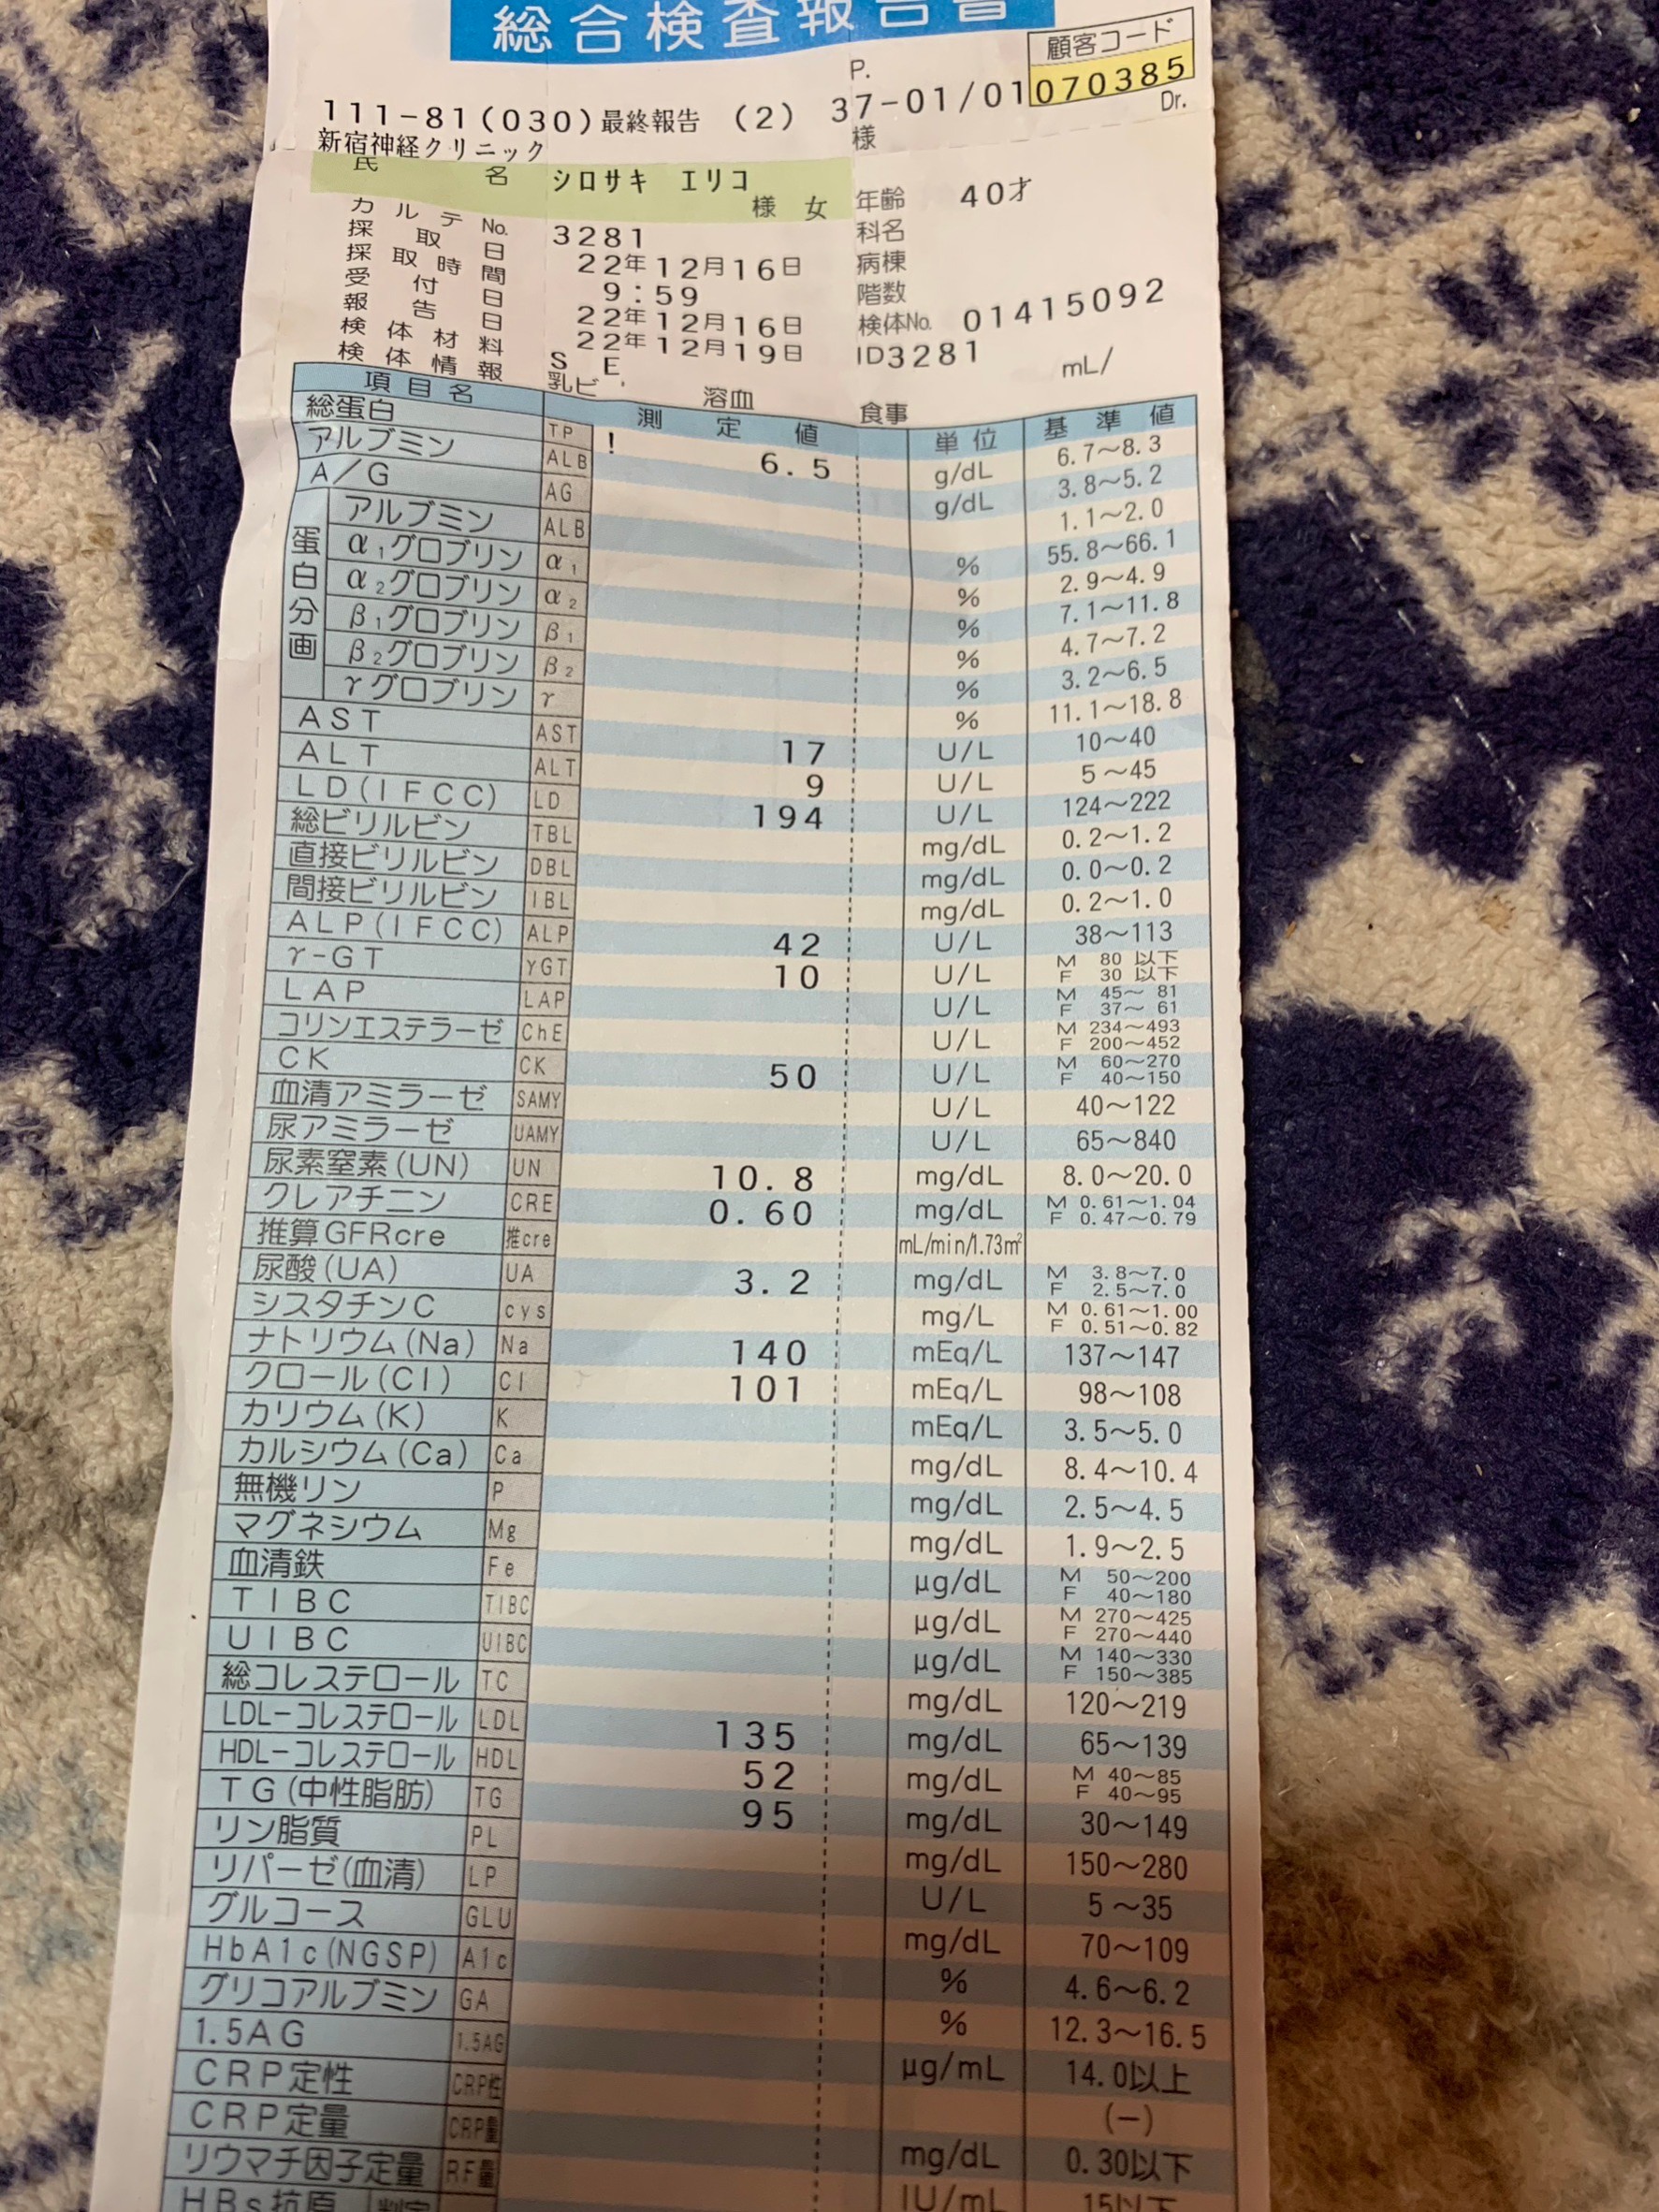 総合検査報告書
P.
顧客コード
111-81(030)最終報告 (2) 37-01/01 070385
新宿神経クリニック 様 Dr.
氏名 シロサキ エリコ 様 女 年齢 40才
カルテNo. 3281 科名
採取日 22年12月16日 病棟
採取時間 9:59 階数
受付日 22年12月16日 検体No. 01415092
報告日 22年12月19日 ID3281
検体材料 S E mL/
検体情報 乳ビ 溶血 食事
項目名 測定値 単位 基準値
総蛋白 TP ! 6.5 g/dL 6.7～8.3
アルブミン ALB g/dL 3.8～5.2
A/G AG 1.1～2.0
蛋白分画
アルブミン ALB % 55.8～66.1
α1グロブリン α1 % 2.9～4.9
α2グロブリン α2 % 7.1～11.8
β1グロブリン β1 % 4.7～7.2
β2グロブリン β2 % 3.2～6.5
γグロブリン γ % 11.1～18.8
AST AST 17 U/L 10～40
ALT ALT 9 U/L 5～45
LD(IFCC) LD 194 U/L 124～222
総ビリルビン TBL mg/dL 0.2～1.2
直接ビリルビン DBL mg/dL 0.0～0.2
間接ビリルビン IBL mg/dL 0.2～1.0
ALP(IFCC) ALP 42 U/L 38～113
γ-GT γGT 10 U/L M 80 以下 F 30 以下
LAP LAP U/L M 45～81 F 37～61
コリンエステラーゼ ChE U/L M 234～493 F 200～452
CK CK 50 U/L M 60～270 F 40～150
血清アミラーゼ SAMY U/L 40～122
尿アミラーゼ UAMY U/L 65～840
尿素窒素(UN) UN 10.8 mg/dL 8.0～20.0
クレアチニン CRE 0.60 mg/dL M 0.61～1.04 F 0.47～0.79
推算GFRcre 推cre mL/min/1.73㎡
尿酸(UA) UA 3.2 mg/dL M 3.8～7.0 F 2.5～7.0
シスタチンC cys mg/L M 0.61～1.00 F 0.51～0.82
ナトリウム(Na) Na 140 mEq/L 137～147
クロール(Cl) Cl 101 mEq/L 98～108
カリウム(K) K mEq/L 3.5～5.0
カルシウム(Ca) Ca mg/dL 8.4～10.4
無機リン P mg/dL 2.5～4.5
マグネシウム Mg mg/dL 1.9～2.5
血清鉄 Fe μg/dL M 50～200 F 40～180
TIBC TIBC μg/dL M 270～425 F 270～440
UIBC UIBC μg/dL M 140～330 F 150～385
総コレステロール TC mg/dL 120～219
LDL-コレステロール LDL 135 mg/dL 65～139
HDL-コレステロール HDL 52 mg/dL M 40～85 F 40～95
TG(中性脂肪) TG 95 mg/dL 30～149
リン脂質 PL mg/dL 150～280
リパーゼ(血清) LP U/L 5～35
グルコース GLU mg/dL 70～109
HbA1c(NGSP) A1c % 4.6～6.2
グリコアルブミン GA % 12.3～16.5
1.5AG 1.5AG μg/mL 14.0以上
CRP定性 CRP性 (-)
CRP定量 CRP量 mg/dL 0.30以下
リウマチ因子定量 RF量 IU/mL 15以下
HBs抗原 判定